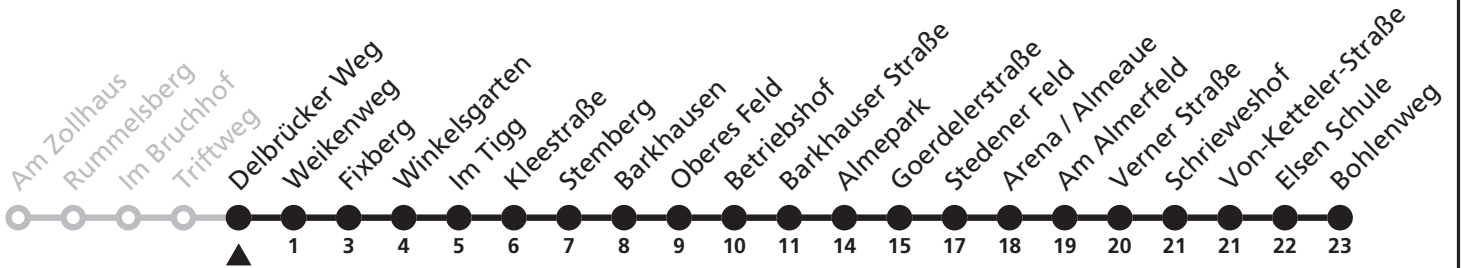 Am Zollhaus
Rummelsberg
Im Bruchhof
Triftweg
Delbrücker Weg
Weikenweg
Fixberg
Winkelsgarten
Im Tigg
Kleestraße
Stemberg
Barkhausen
Oberes Feld
Betriebshof
Barkhauser Straße
Almepark
Goerdelerstraße
Stedener Feld
Arena / Almeaue
Am Almerfeld
Verner Straße
Schrieweshof
Von-Ketteler-Straße
Elsen Schule
Bohlenweg
1 3 4 5 6 7 8 9 10 11 14 15 17 18 19 20 21 21 22 23